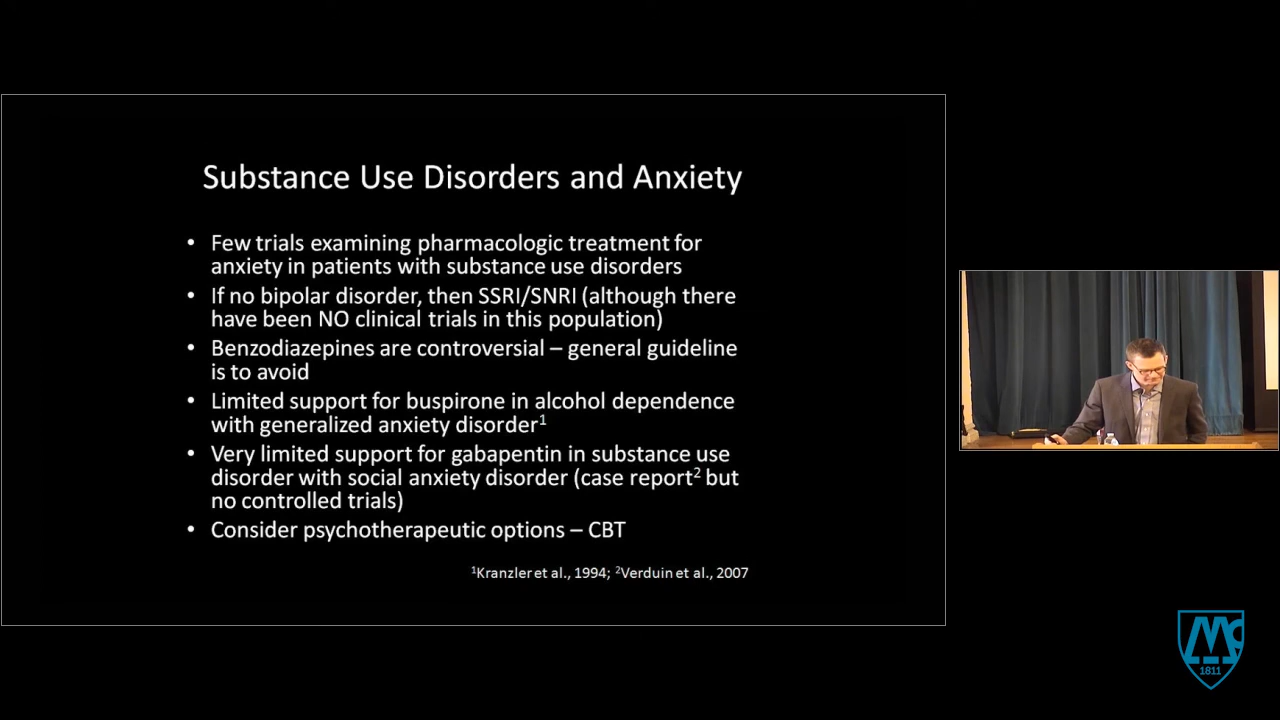 Substance Use Disorders and Anxiety
• Few trials examining pharmacologic treatment for
anxiety in patients with substance use disorders
• If no bipolar disorder, then SSRI/SNRI (although there
have been NO clinical trials in this population)
• Benzodiazepines are controversial – general guideline
is to avoid
• Limited support for buspirone in alcohol dependence
with generalized anxiety disorder¹
• Very limited support for gabapentin in substance use
disorder with social anxiety disorder (case report² but
no controlled trials)
• Consider psychotherapeutic options – CBT
¹Kranzler et al., 1994; ²Verduin et al., 2007
Mc
1811